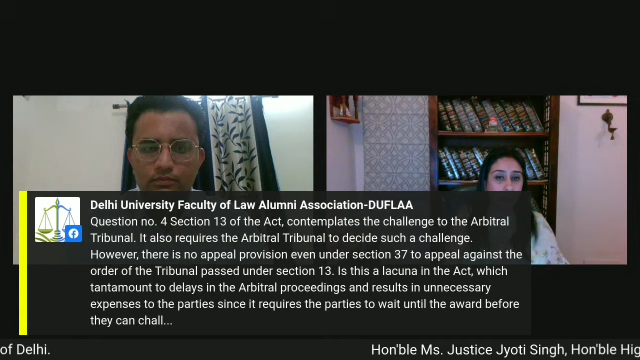 Delhi University Faculty of Law Alumni Association-DUFLAA
Question no. 4 Section 13 of the Act, contemplates the challenge to the Arbitral
Tribunal. It also requires the Arbitral Tribunal to decide such a challenge.
However, there is no appeal provision even under section 37 to appeal against the
order of the Tribunal passed under section 13. Is this a lacuna in the Act, which
tantamount to delays in the Arbitral proceedings and results in unnecessary
expenses to the parties since it requires the parties to wait until the award before
they can chall...
of Delhi.
Hon'ble Ms. Justice Jyoti Singh, Hon'ble Hig